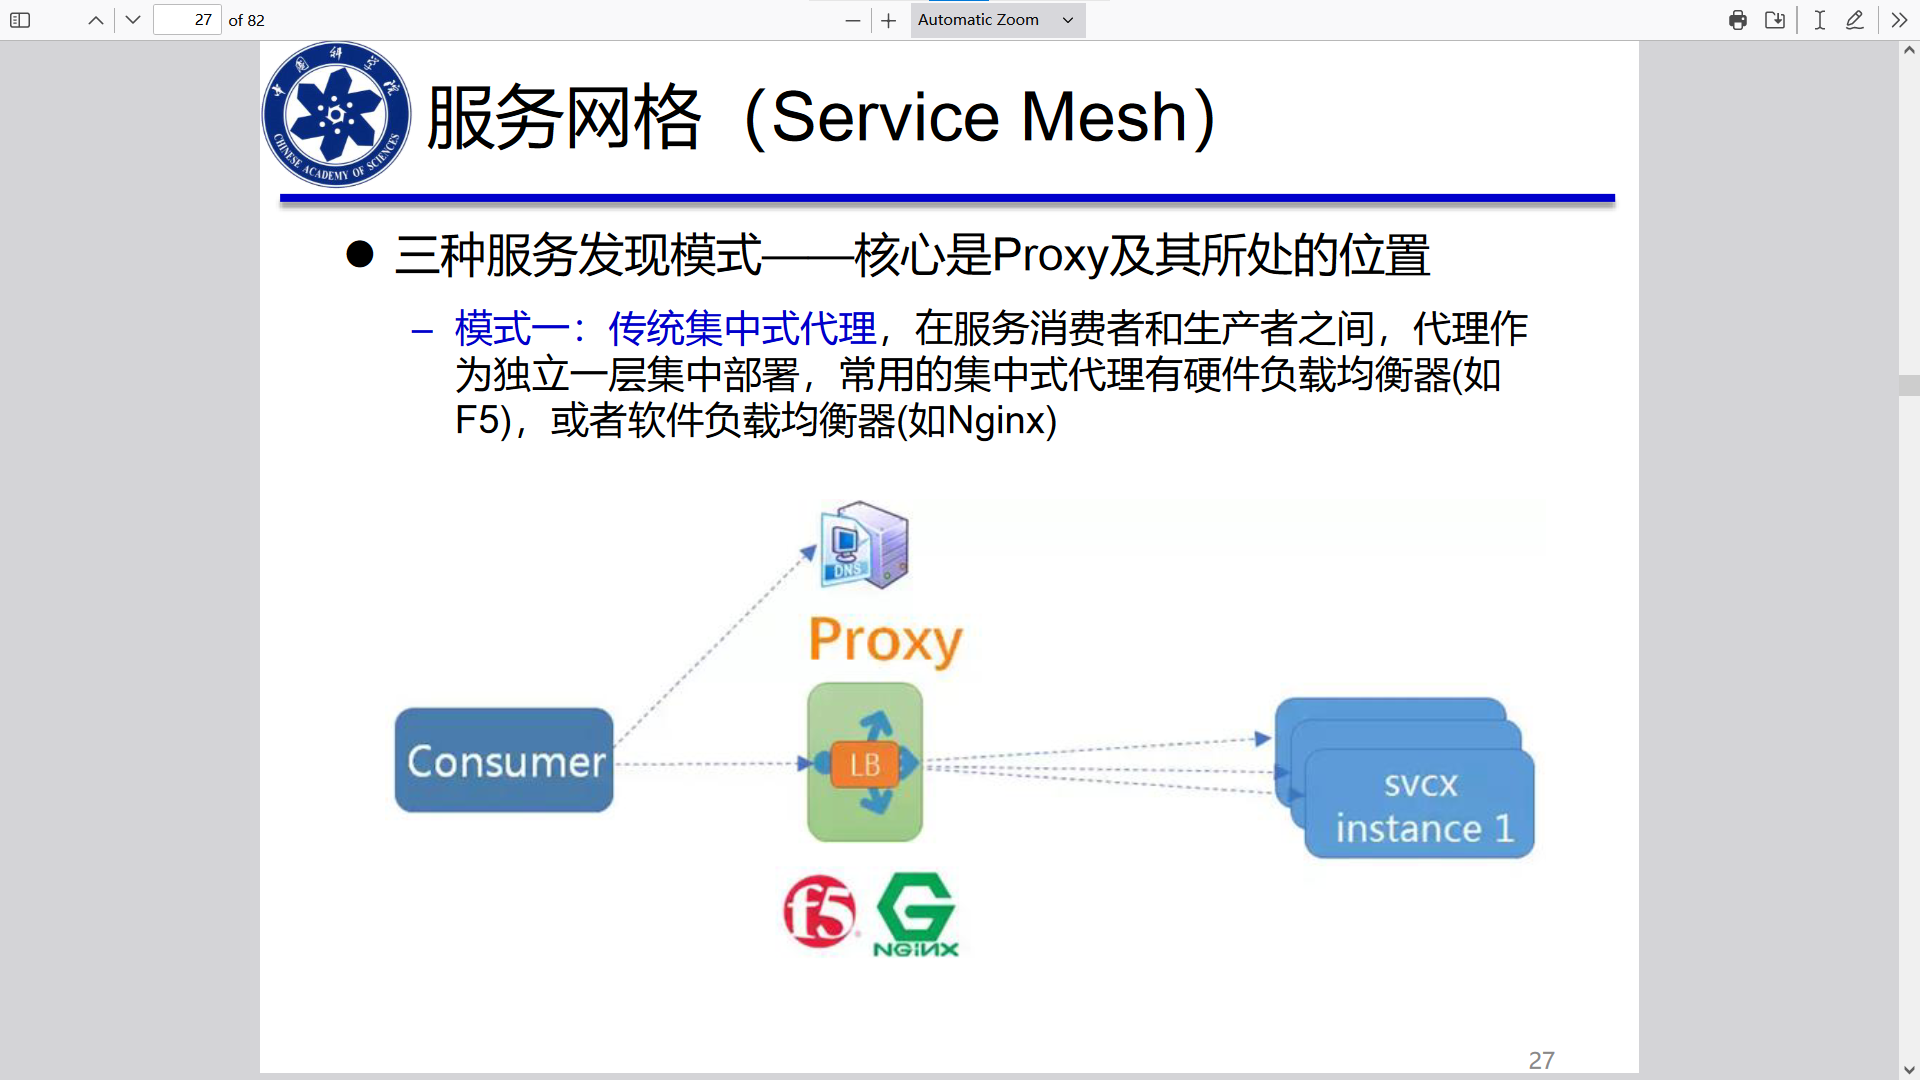 27 of 82 Automatic Zoom
中国科学院
CHINESE ACADEMY OF SCIENCES
服务网格（Service Mesh）
● 三种服务发现模式——核心是Proxy及其所处的位置
– 模式一：传统集中式代理，在服务消费者和生产者之间，代理作
为独立一层集中部署，常用的集中式代理有硬件负载均衡器(如
F5)，或者软件负载均衡器(如Nginx)
DNS
Proxy
Consumer
LB
svcx
instance 1
f5
NGiNX
27